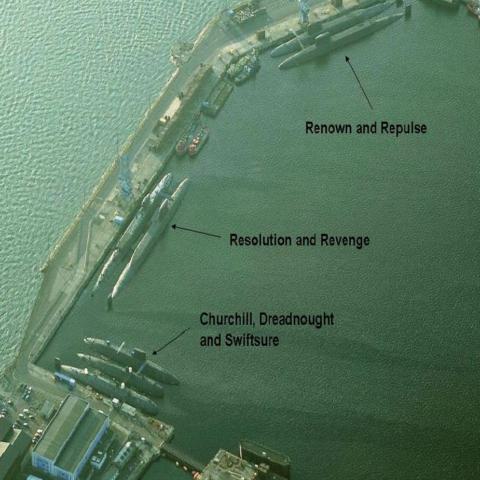 Renown and Repulse
Resolution and Revenge
Churchill, Dreadnought
and Swiftsure